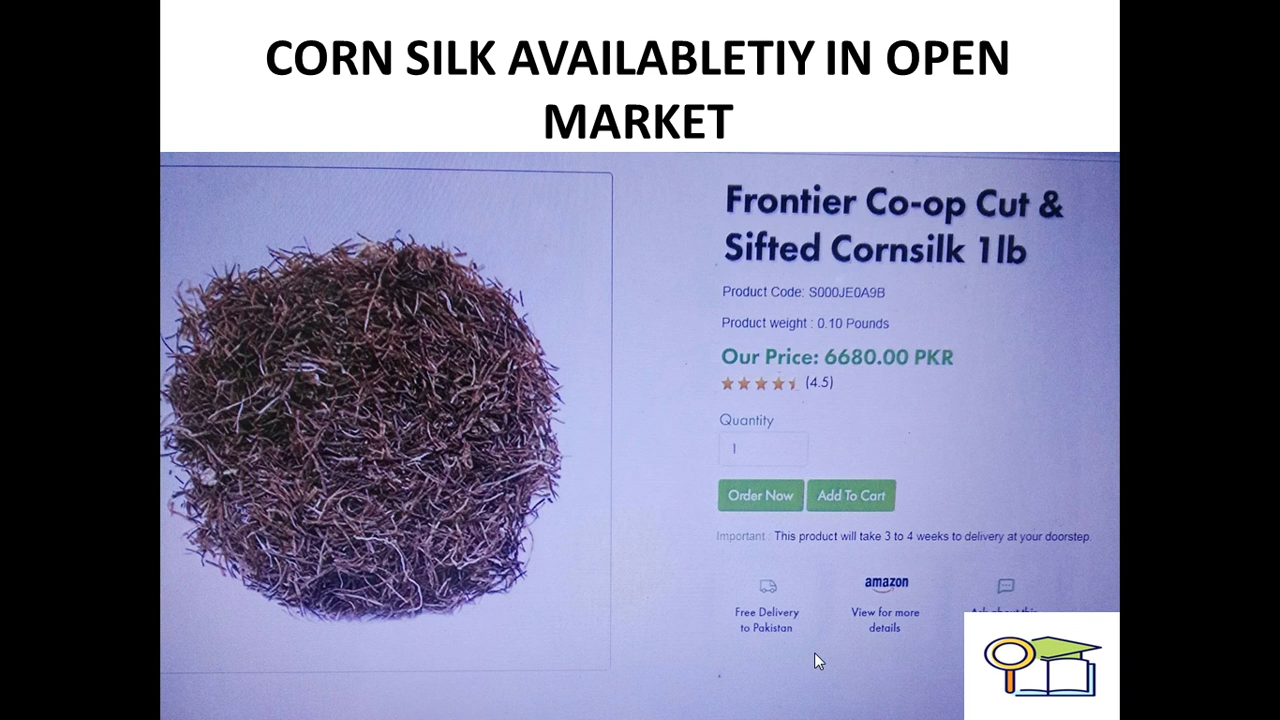 CORN SILK AVAILABLETIY IN OPEN
MARKET
Frontier Co-op Cut &
Sifted Cornsilk 1lb
Product Code: S000JE0A9B
Product weight : 0.10 Pounds
Our Price: 6680.00 PKR
(4.5)
Quantity
1
Order Now
Add To Cart
Important : This product will take 3 to 4 weeks to delivery at your doorstep.
amazon
Free Delivery
to Pakistan
View for more
details
Ask about this